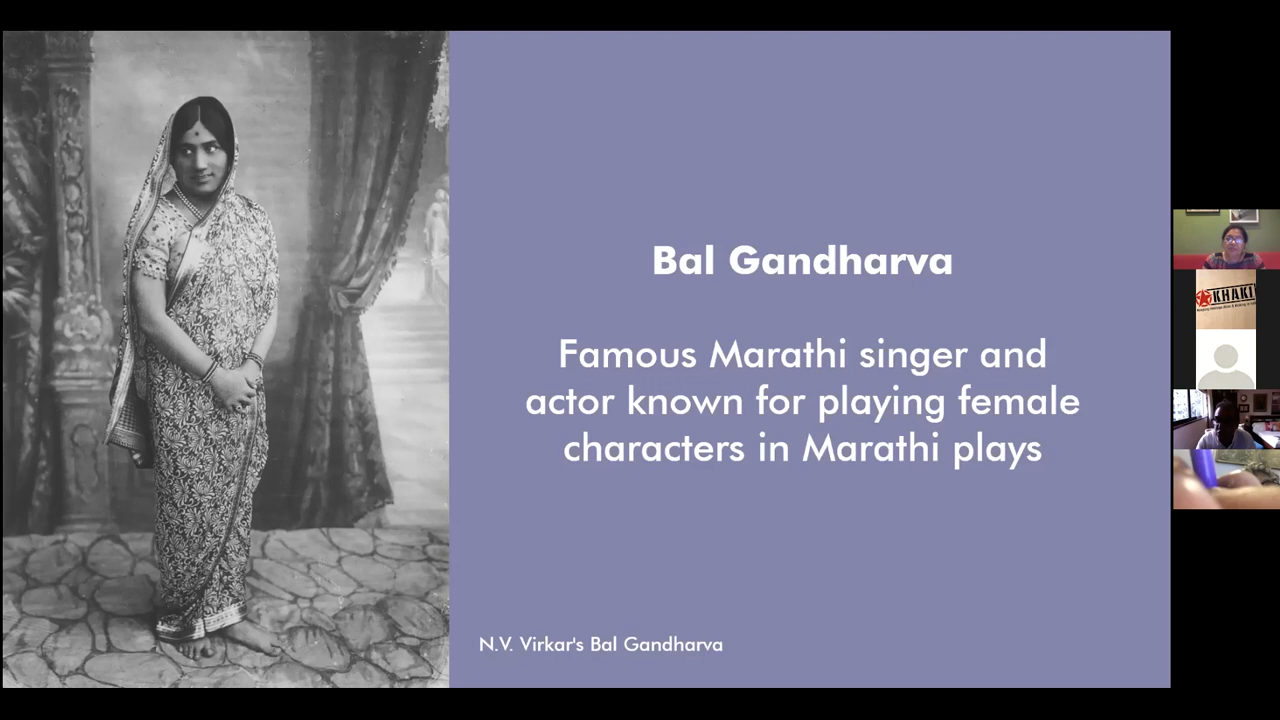 Bal Gandharva
Famous Marathi singer and
actor known for playing female
characters in Marathi plays
N.V. Virkar's Bal Gandharva
KHAKI